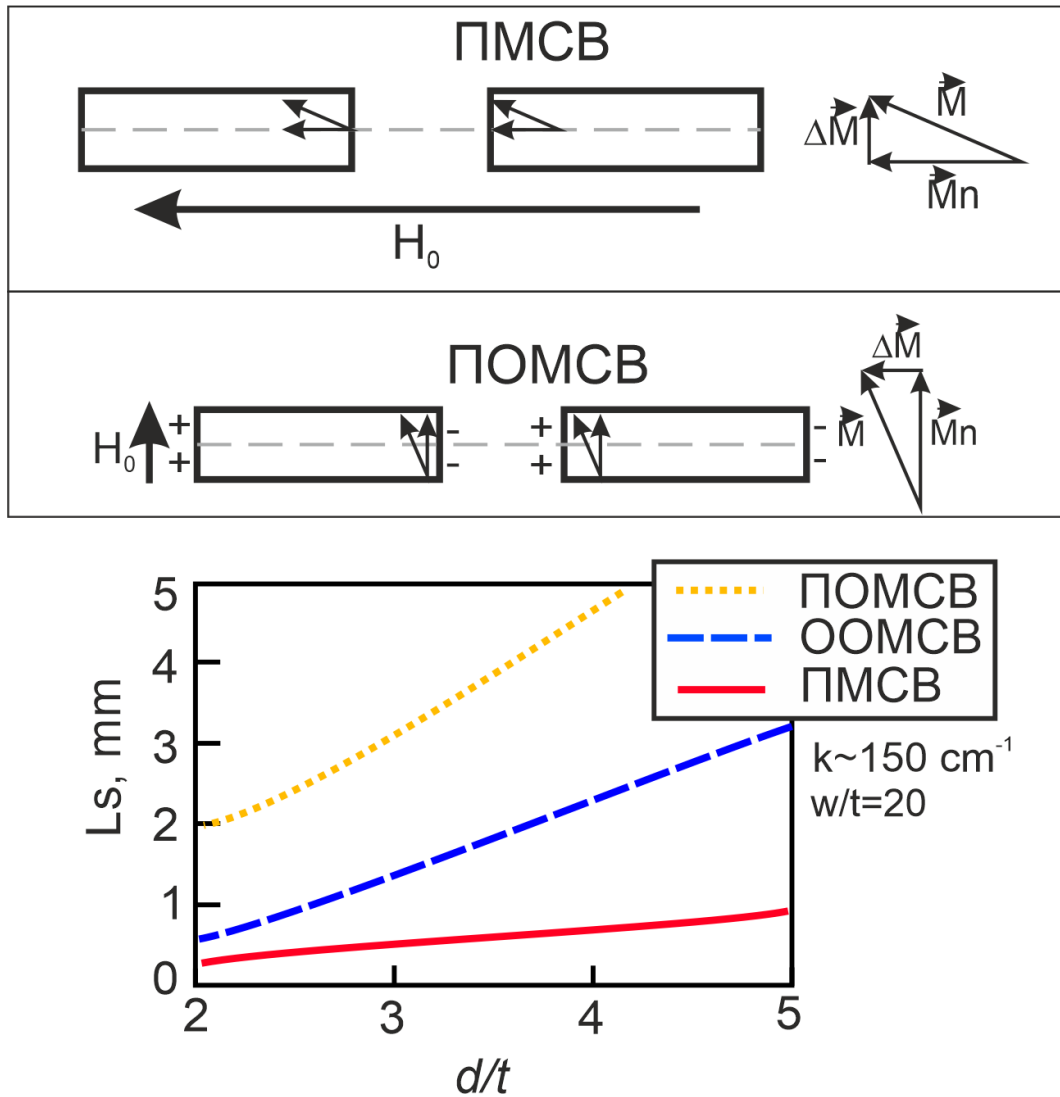 ПМСВ
M
ΔM
Mn
H₀
ПОМСВ
ΔM
H₀
+
+
-
-
+
+
-
-
M
Mn
ПОМСВ
ООМСВ
ПМСВ
k~150 cm⁻¹
w/t=20
Ls, mm
5
4
3
2
1
0
2
3
4
5
d/t